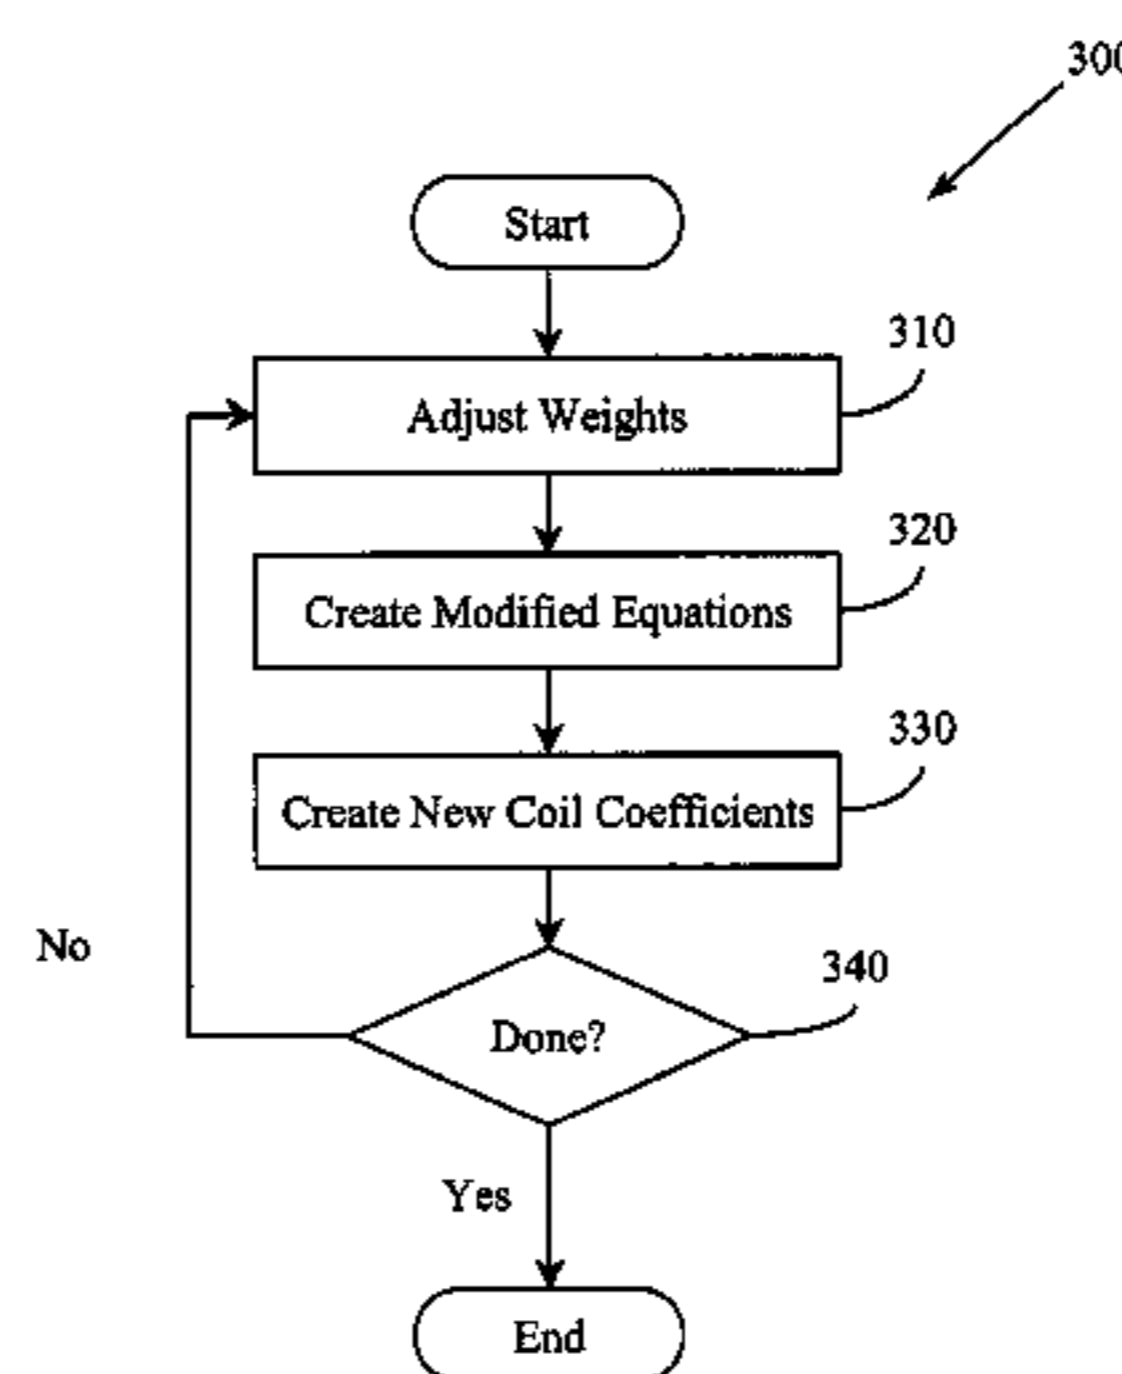 300
Start
310
Adjust Weights
320
Create Modified Equations
330
Create New Coil Coefficients
No
340
Done?
Yes
End